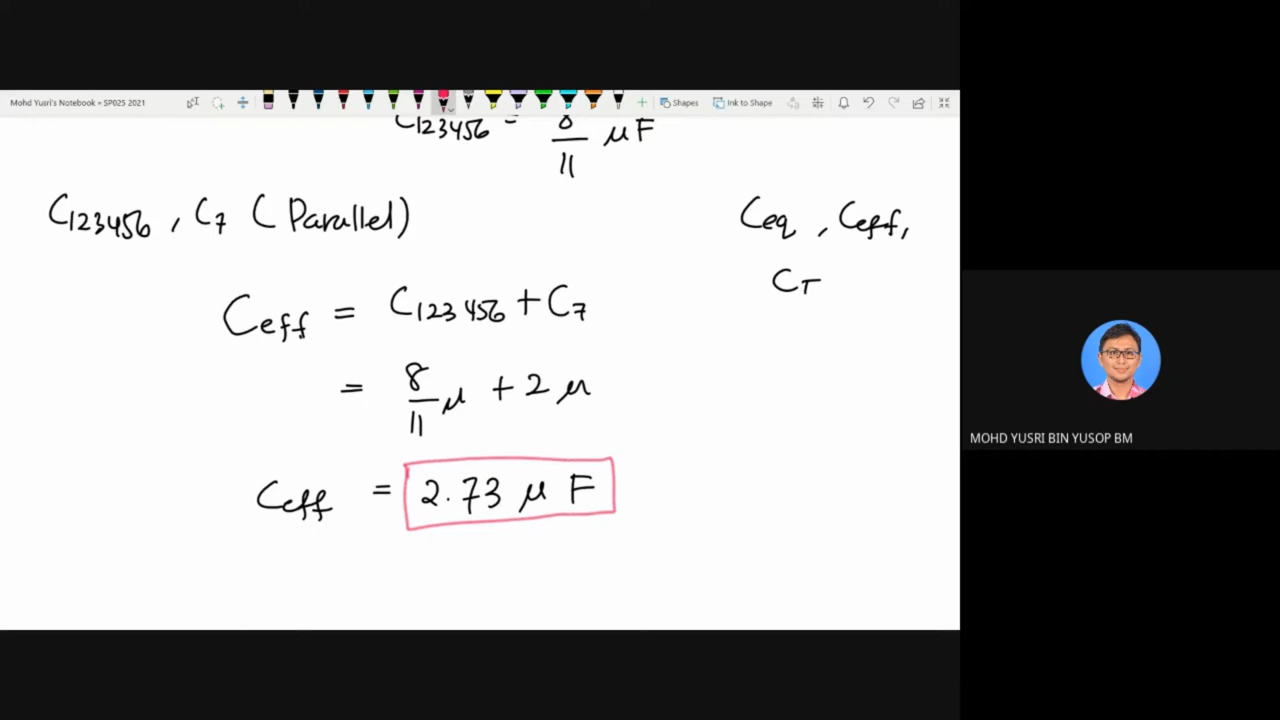 Mohd Yusri's Notebook » SP025 2021
Shapes
Ink to Shape
C₁₂₃₄₅₆ = 8/11 μF
C₁₂₃₄₅₆ , C₇ ( Parallel)
Ceq , Ceff,
CT
Ceff = C₁₂₃₄₅₆ + C₇
= 8/11 μ + 2 μ
Ceff = 2.73 μ F
MOHD YUSRI BIN YUSOP BM